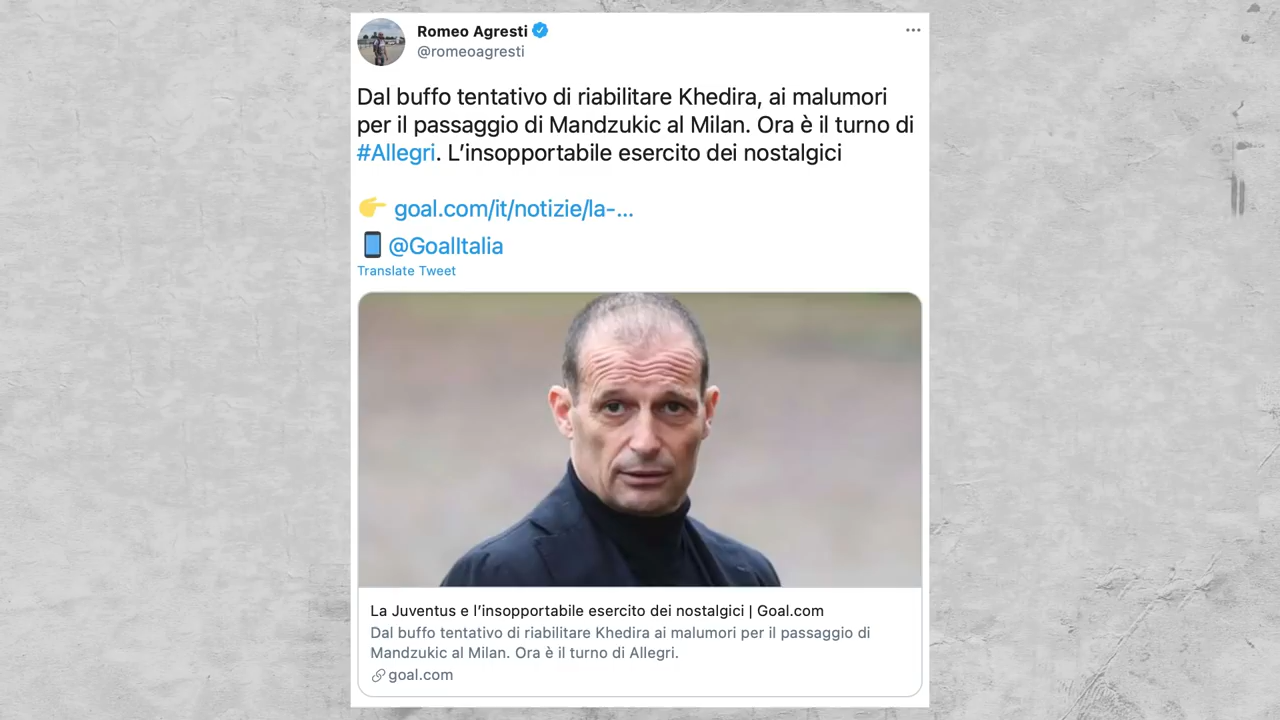 Romeo Agresti
@romeoagresti
Dal buffo tentativo di riabilitare Khedira, ai malumori
per il passaggio di Mandzukic al Milan. Ora è il turno di
#Allegri. L’insopportabile esercito dei nostalgici
👉 goal.com/it/notizie/la-...
📱 @GoalItalia
Translate Tweet
La Juventus e l’insopportabile esercito dei nostalgici | Goal.com
Dal buffo tentativo di riabilitare Khedira ai malumori per il passaggio di
Mandzukic al Milan. Ora è il turno di Allegri.
goal.com